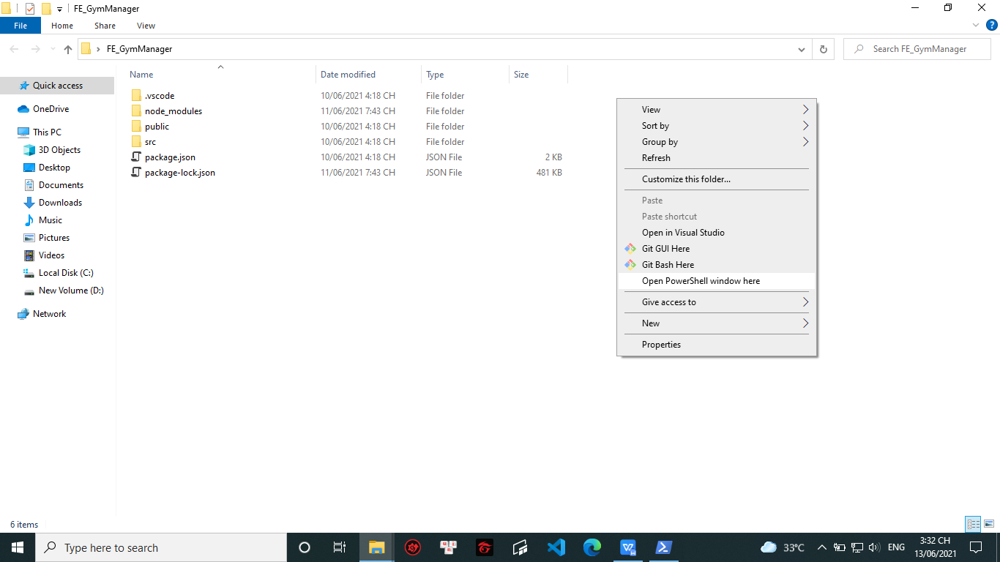 FE_GymManager
File Home Share View
FE_GymManager Search FE_GymManager
Name Date modified Type Size
Quick access
OneDrive
This PC
3D Objects
Desktop
Documents
Downloads
Music
Pictures
Videos
Local Disk (C:)
New Volume (D:)
Network
.vscode 10/06/2021 4:18 CH File folder
node_modules 11/06/2021 7:43 CH File folder
public 10/06/2021 4:18 CH File folder
src 10/06/2021 4:18 CH File folder
package.json 10/06/2021 4:18 CH JSON File 2 KB
package-lock.json 11/06/2021 7:43 CH JSON File 481 KB
View
Sort by
Group by
Refresh
Customize this folder...
Paste
Paste shortcut
Open in Visual Studio
Git GUI Here
Git Bash Here
Open PowerShell window here
Give access to
New
Properties
6 items
Type here to search
33°C
ENG
3:32 CH
13/06/2021